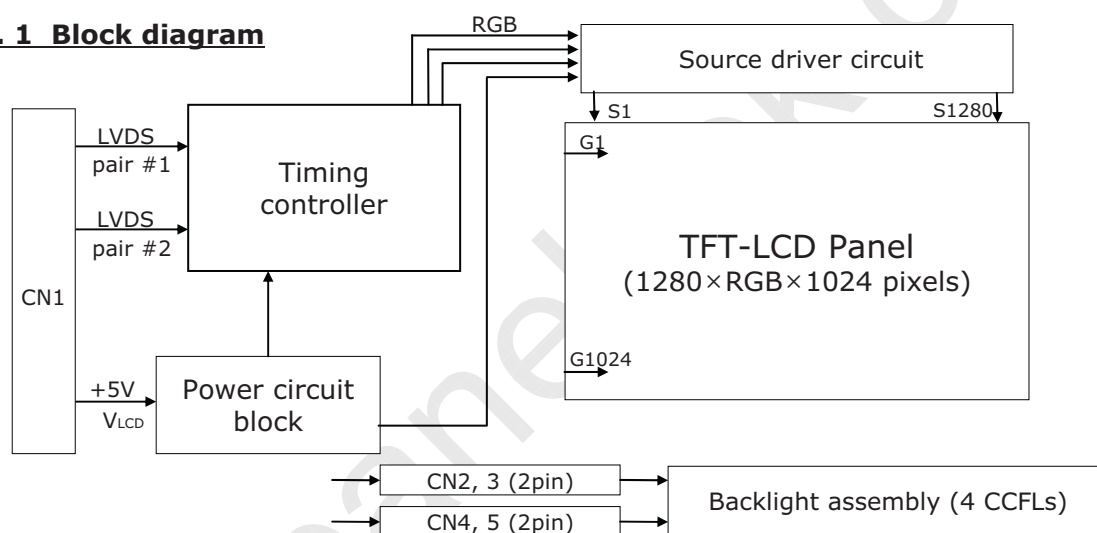 . 1 Block diagram
RGB
Source driver circuit
S1
S1280
LVDS
pair #1
Timing
controller
G1
LVDS
pair #2
TFT-LCD Panel
(1280×RGB×1024 pixels)
CN1
G1024
+5V
VLCD
Power circuit
block
CN2, 3 (2pin)
Backlight assembly (4 CCFLs)
CN4, 5 (2pin)